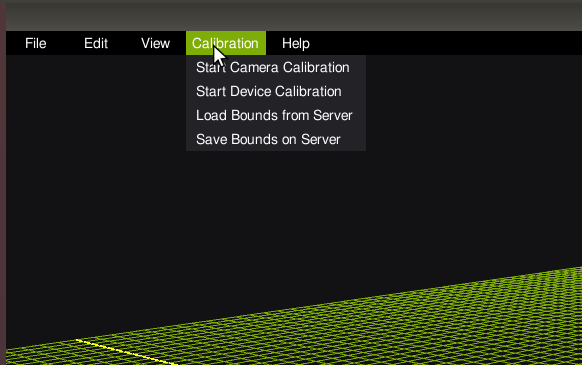 File Edit View Calibration Help
Start Camera Calibration
Start Device Calibration
Load Bounds from Server
Save Bounds on Server